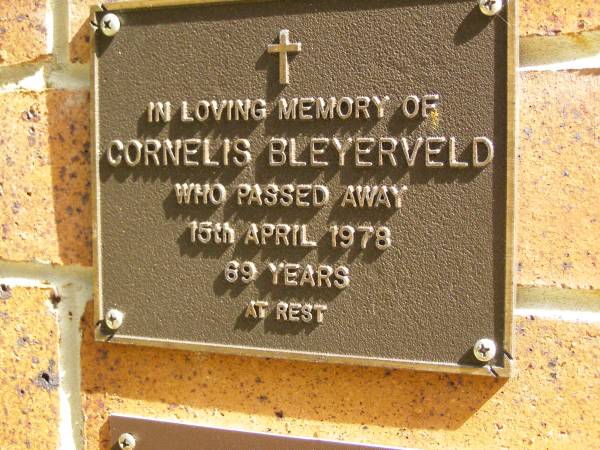 IN LOVING MEMORY OF
CORNELIS BLEYERVELD
WHO PASSED AWAY
15th APRIL 1978
69 YEARS
AT REST